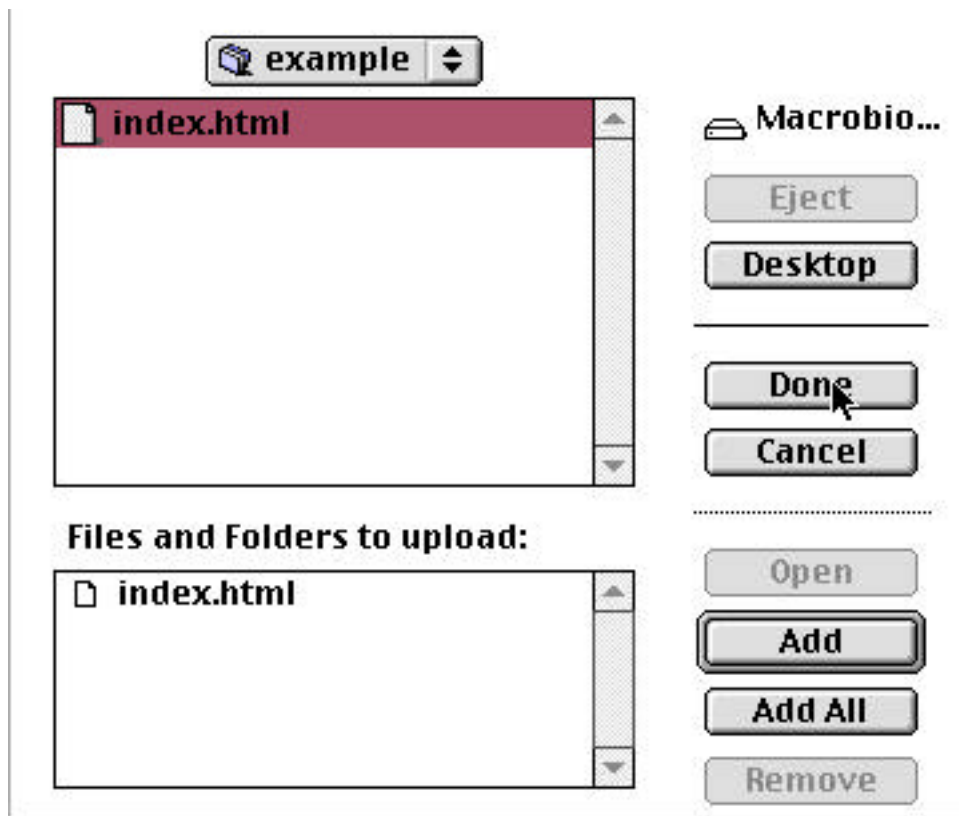 example
index.html
Macrobio...
Eject
Desktop
Done
Cancel
Files and Folders to upload:
index.html
Open
Add
Add All
Remove